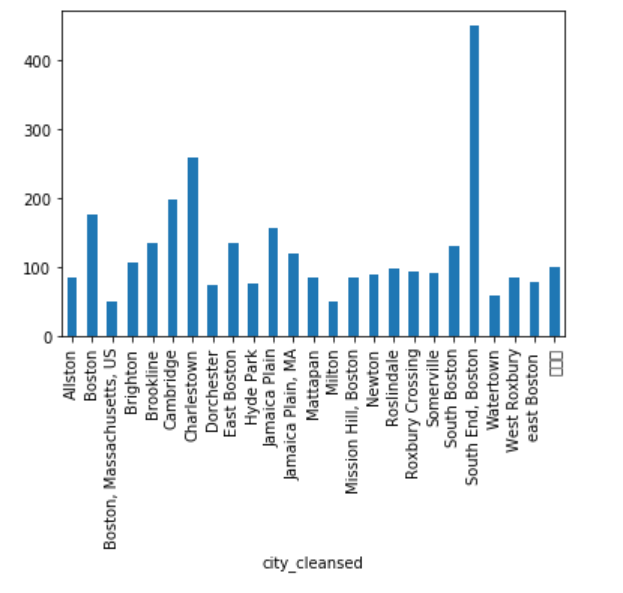 400
300
200
100
0
Allston
Boston
Boston, Massachusetts, US
Brighton
Brookline
Cambridge
Charlestown
Dorchester
East Boston
Hyde Park
Jamaica Plain
Jamaica Plain, MA
Mattapan
Milton
Mission Hill, Boston
Newton
Roslindale
Roxbury Crossing
Somerville
South Boston
South End, Boston
Watertown
West Roxbury
east Boston
city_cleansed